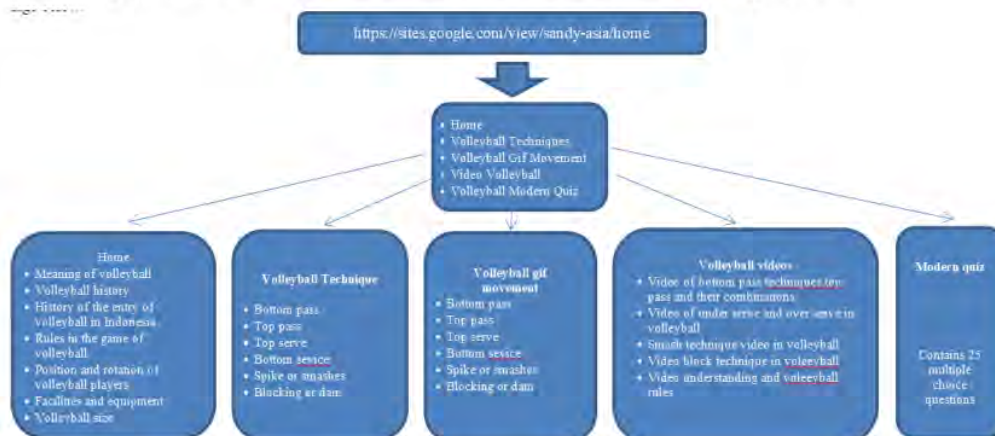 https://sites.google.com/view/sandy-asia/home
• Home
• Volleyball Techniques
• Volleyball Gif Movement
• Video Volleyball
• Volleyball Modern Quiz
Home
• Meaning of volleyball
• Volleyball history
• History of the entry of
volleyball in Indonesia
• Rules in the game of
volleyball
• Position and rotation of
volleyball players
• Facilities and equipment
• Volleyball size
Volleyball Technique
• Bottom pass
• Top pass
• Top serve
• Bottom sesice
• Spike or smashes
• Blocking or dam
Volleyball gif
movement
• Bottom pass
• Top pass
• Top serve
• Bottom sesice
• Spike or smashes
• Blocking or dam
Volleyball videos
• Video of bottom pass techniques top
pass and their combinations
• Video of under serve and over serve in
volleyball
• Smash technique video in volleyball
• Video block technique in voleeyball
• Video understanding and voleeyball
rules
Modern quiz
Contains 25
multiple
choice
questions